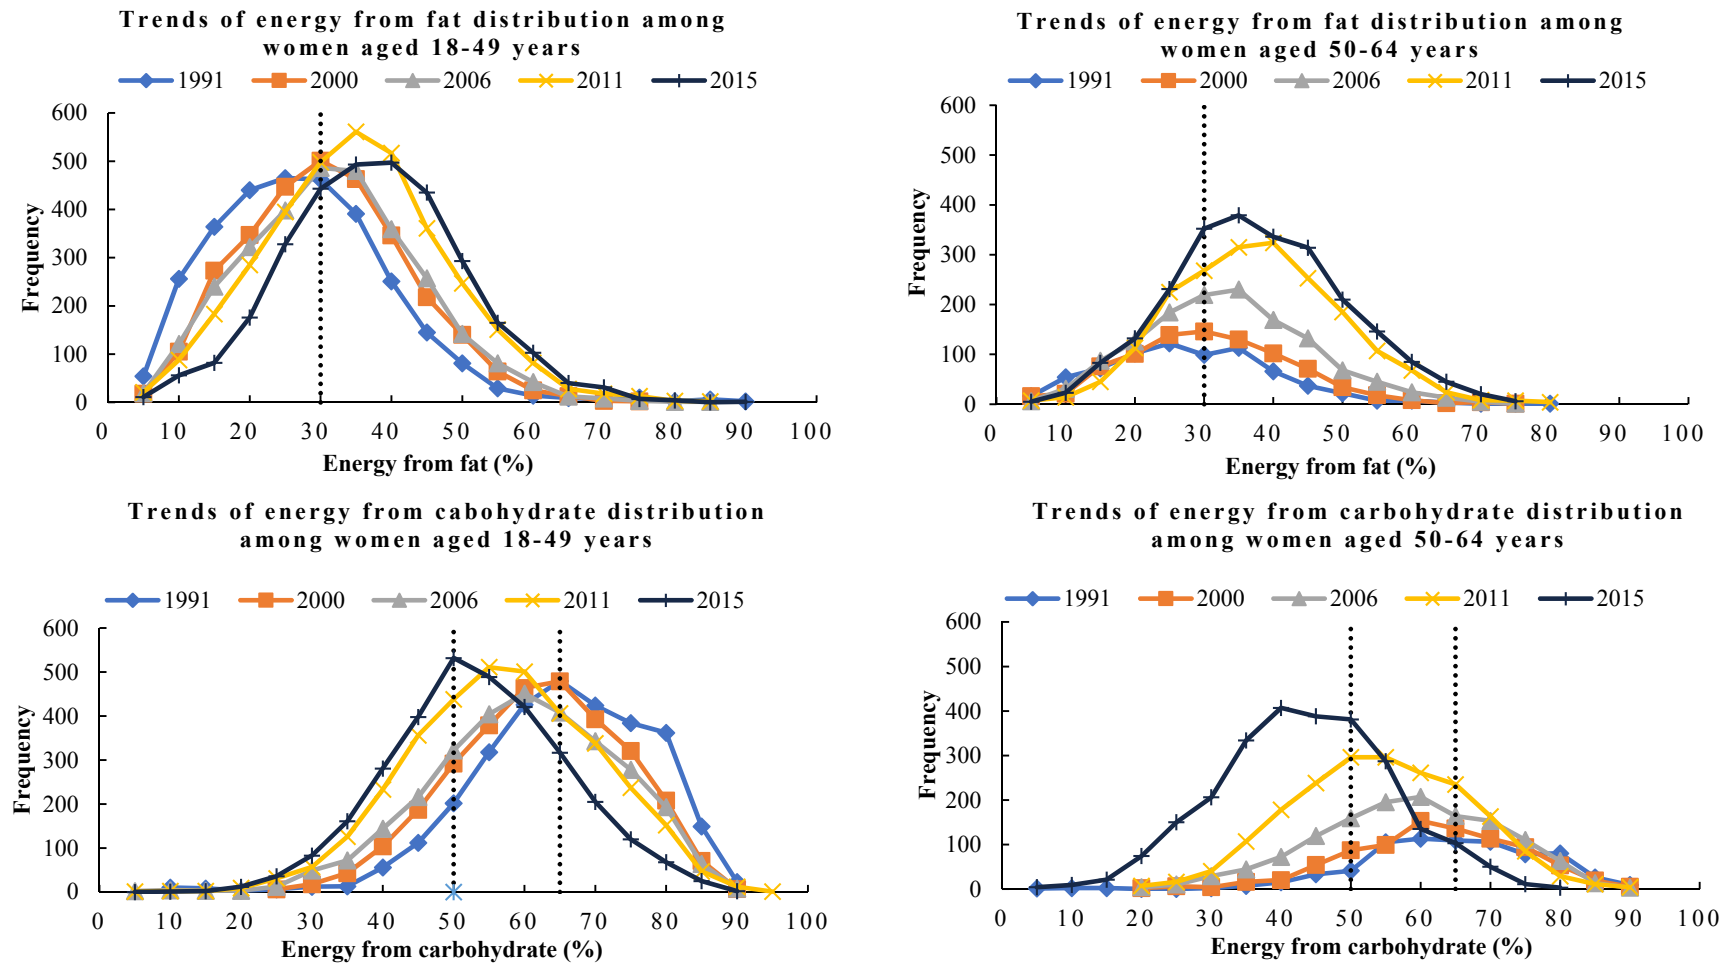 Trends of energy from fat distribution among
women aged 18-49 years
1991 2000 2006 2011 2015
600
500
400
300
200
100
0
Frequency
0 10 20 30 40 50 60 70 80 90 100
Energy from fat (%)
Trends of energy from fat distribution among
women aged 50-64 years
1991 2000 2006 2011 2015
600
500
400
300
200
100
0
Frequency
0 10 20 30 40 50 60 70 80 90 100
Energy from fat (%)
Trends of energy from cabohydrate distribution
among women aged 18-49 years
1991 2000 2006 2011 2015
600
500
400
300
200
100
0
Frequency
0 10 20 30 40 50 60 70 80 90 100
Energy from carbohydrate (%)
Trends of energy from carbohydrate distribution
among women aged 50-64 years
1991 2000 2006 2011 2015
600
500
400
300
200
100
0
Frequency
0 10 20 30 40 50 60 70 80 90 100
Energy from carbohydrate (%)